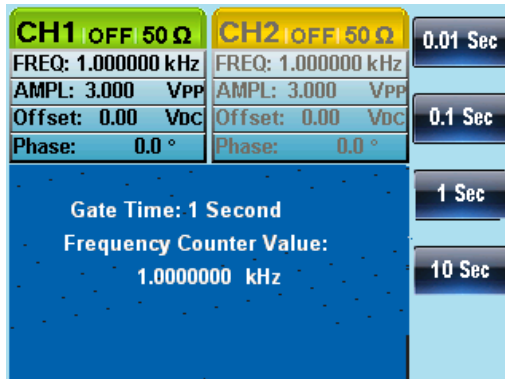 CH1 OFF 50 Ω
FREQ: 1.000000 kHz
AMPL: 3.000 VPP
Offset: 0.00 VDC
Phase: 0.0 °
CH2 OFF 50 Ω
FREQ: 1.000000 kHz
AMPL: 3.000 VPP
Offset: 0.00 VDC
Phase: 0.0 °
Gate Time: 1 Second
Frequency Counter Value:
1.0000000 kHz
0.01 Sec
0.1 Sec
1 Sec
10 Sec